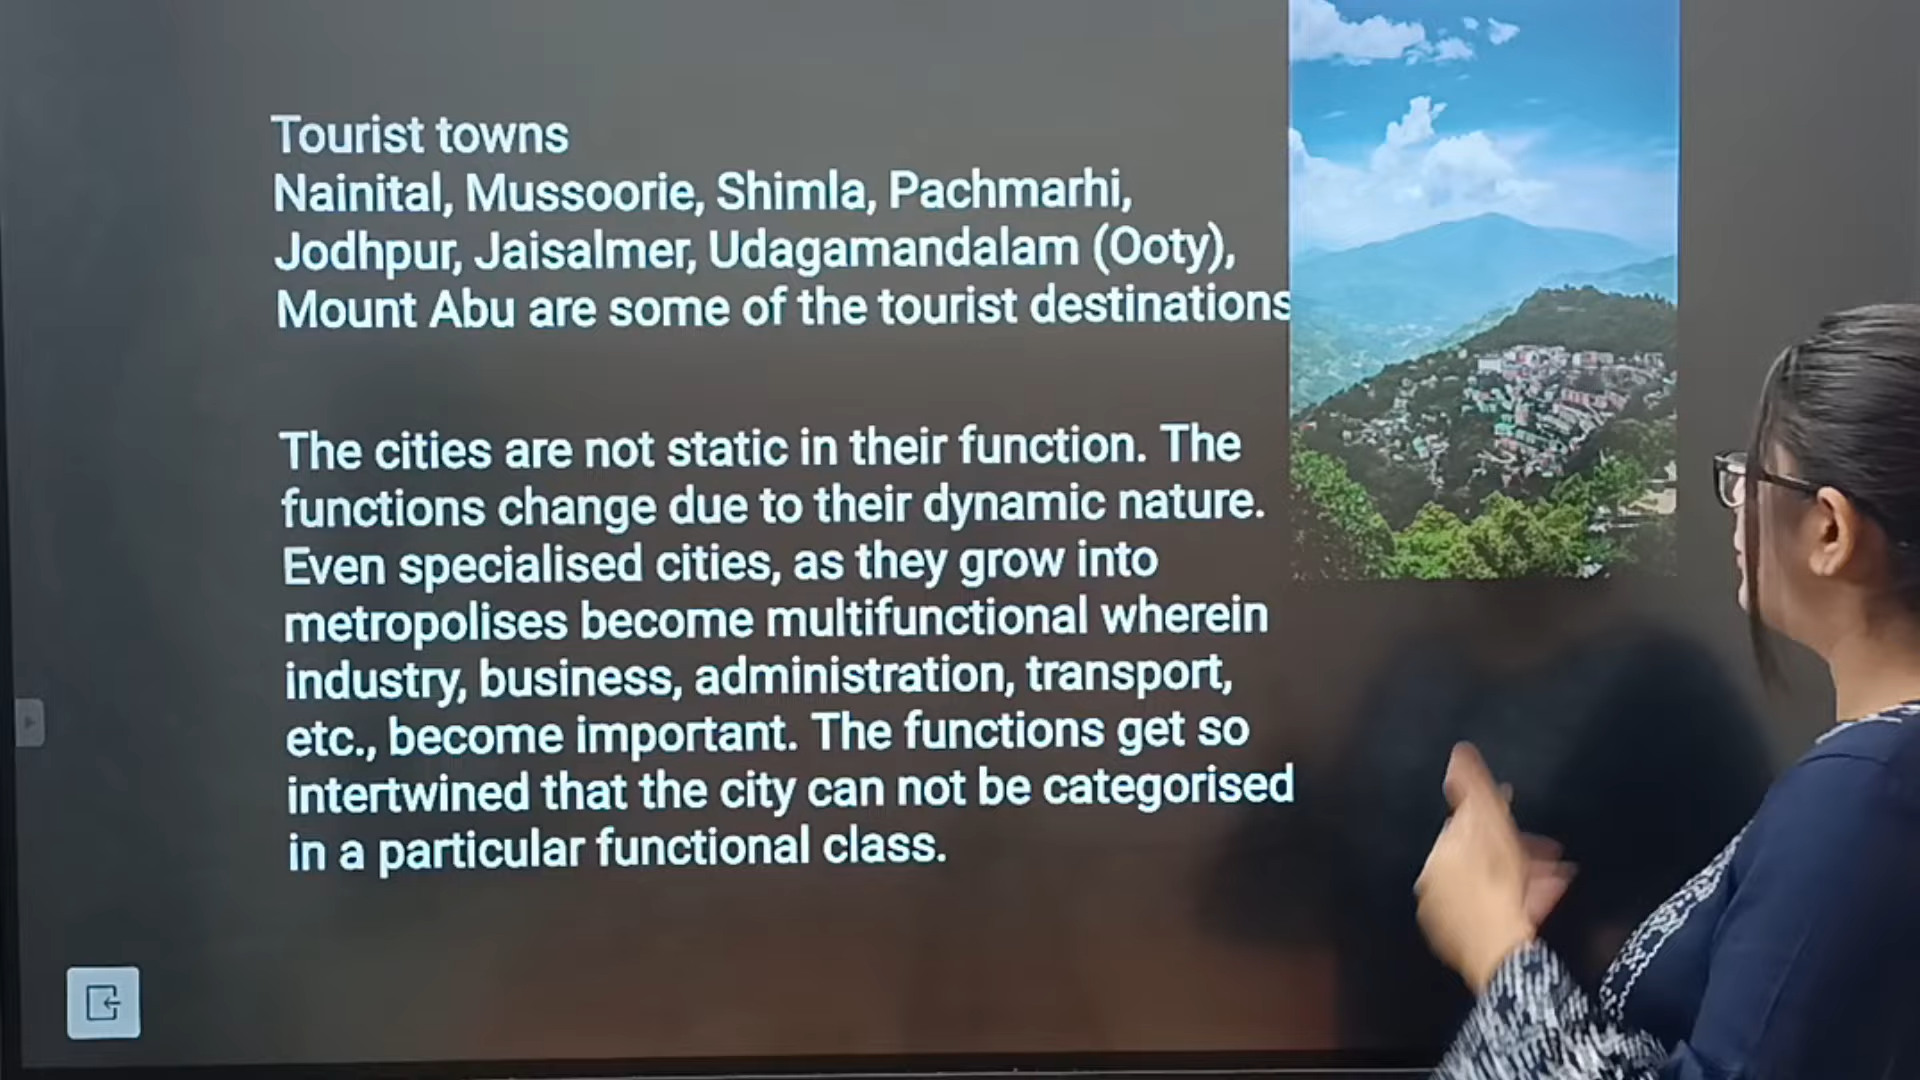 Tourist towns
Nainital, Mussoorie, Shimla, Pachmarhi,
Jodhpur, Jaisalmer, Udagamandalam (Ooty),
Mount Abu are some of the tourist destinations
The cities are not static in their function. The
functions change due to their dynamic nature.
Even specialised cities, as they grow into
metropolises become multifunctional wherein
industry, business, administration, transport,
etc., become important. The functions get so
intertwined that the city can not be categorised
in a particular functional class.